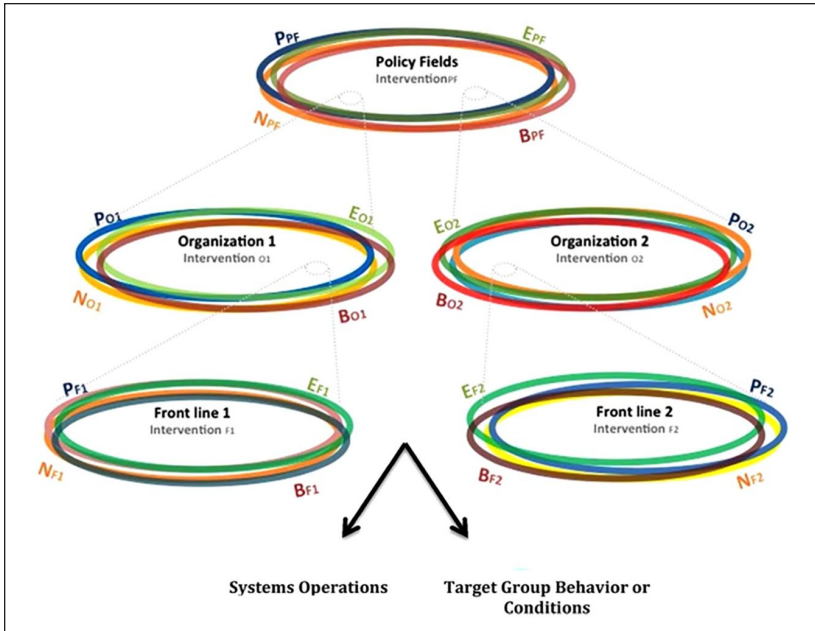 PPF
EPF
Policy Fields
InterventionPF
NPF
BPF
PO1
EO1
Organization 1
Intervention O1
NO1
BO1
EO2
PO2
Organization 2
Intervention O2
BO2
NO2
PF1
EF1
Front line 1
Intervention F1
NF1
BF1
EF2
PF2
Front line 2
Intervention F2
BF2
NF2
Systems Operations
Target Group Behavior or
Conditions